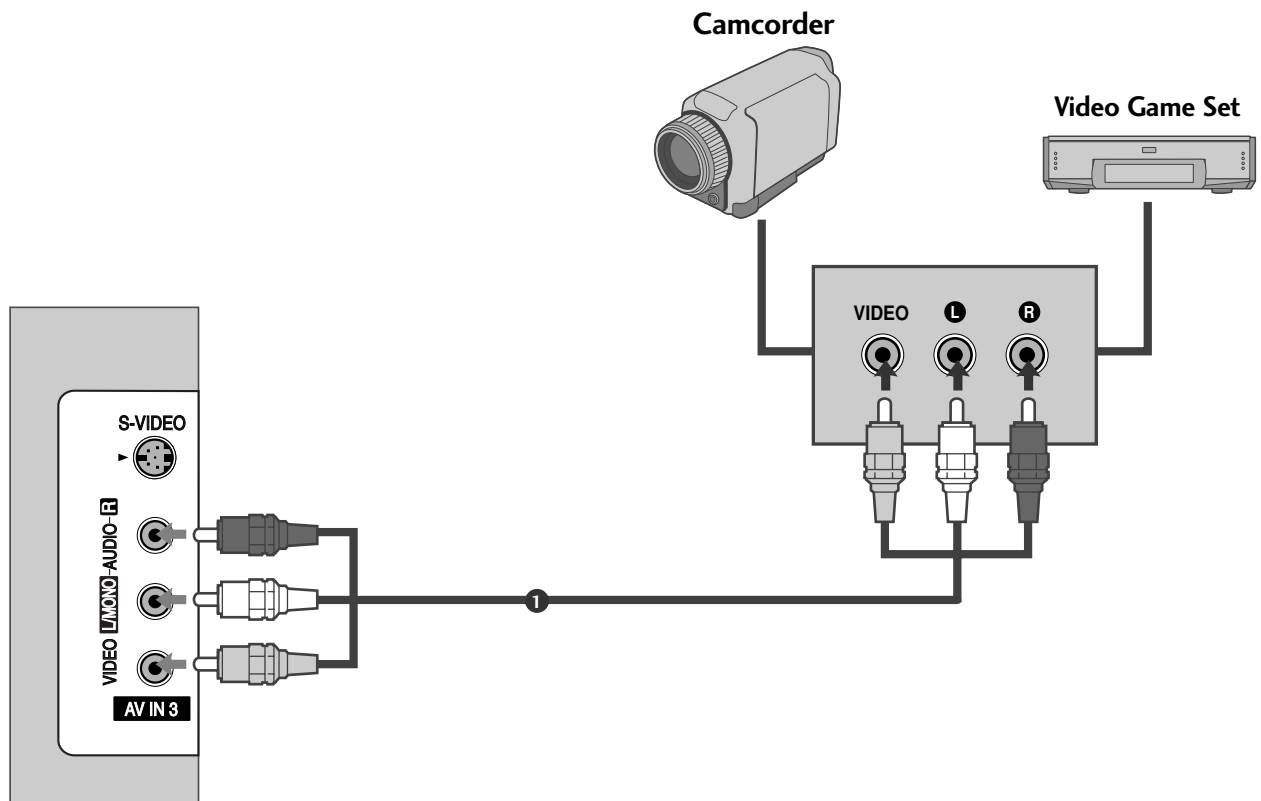 Camcorder
Video Game Set
VIDEO L R
S-VIDEO
VIDEO L/MONO-AUDIO-R
1
AV IN 3